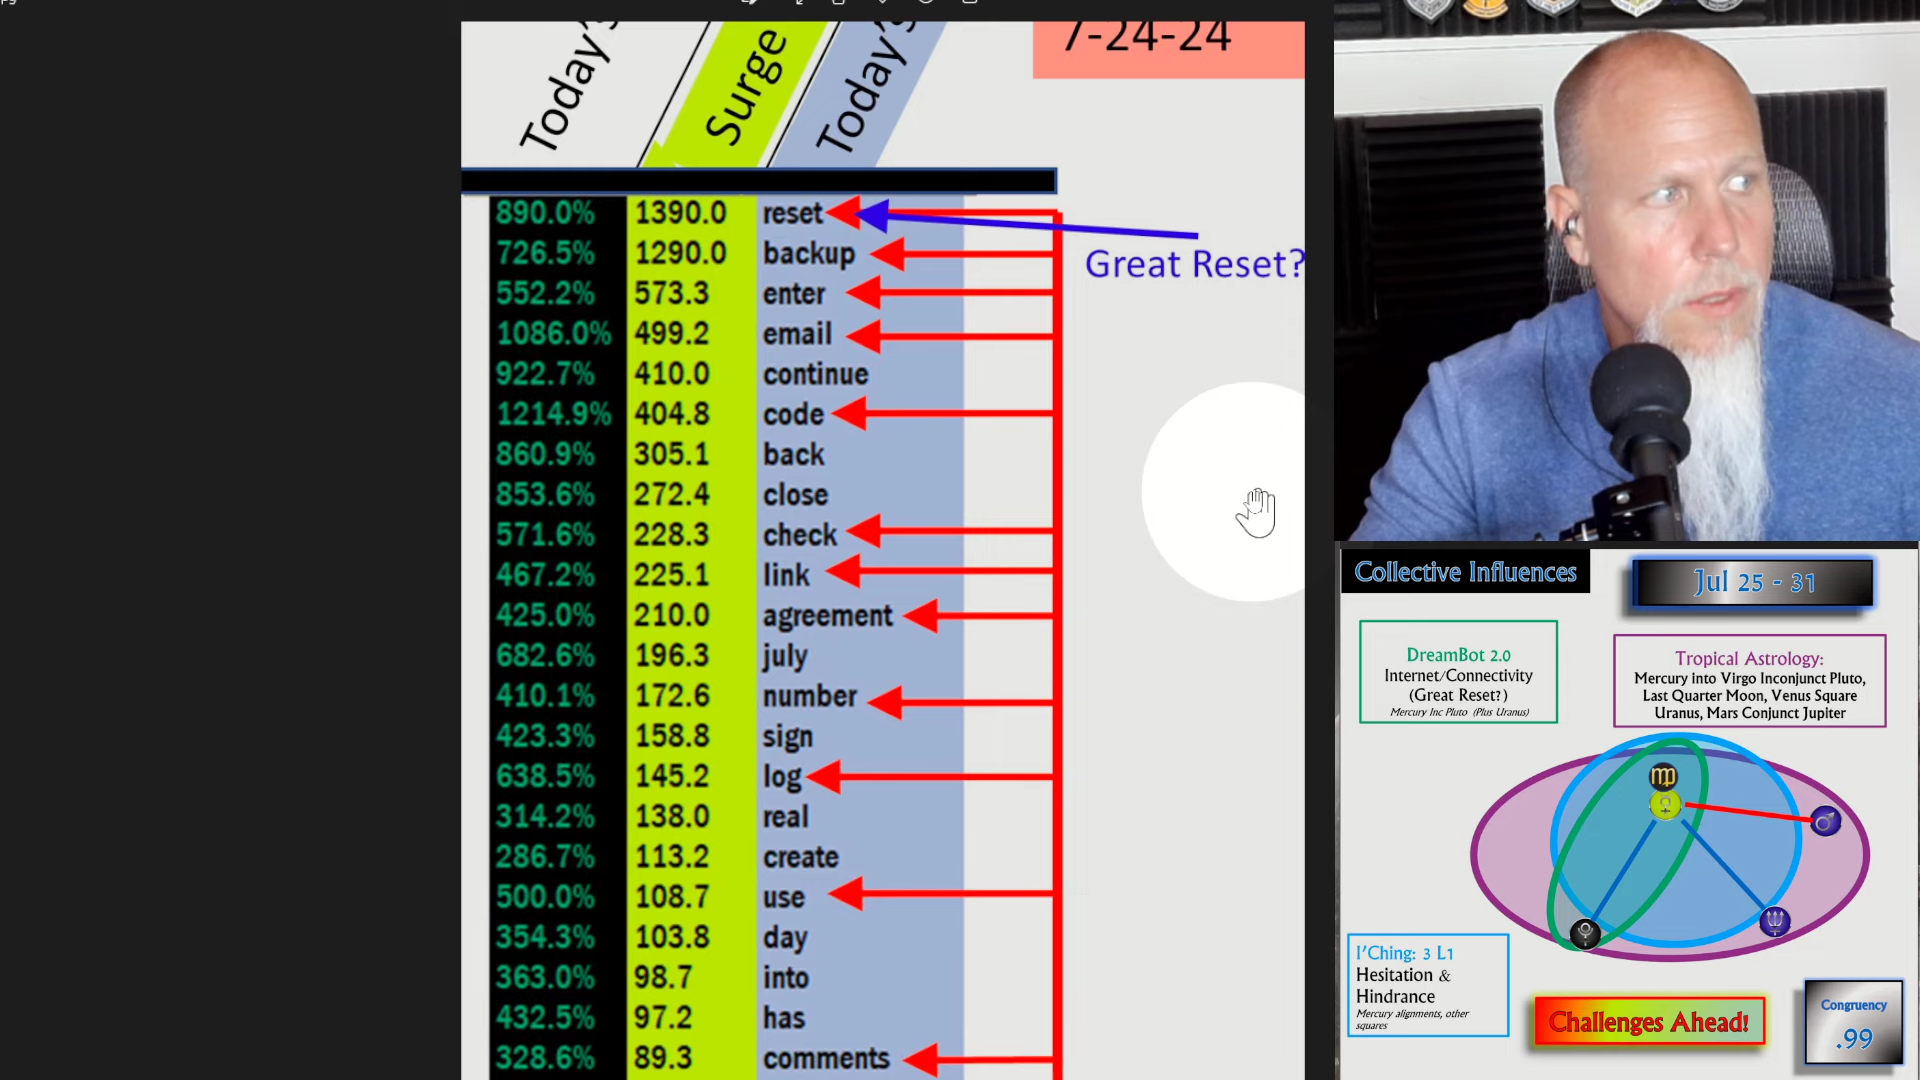 Today's
Surge
Today's
7-24-24
890.0% 1390.0 reset
726.5% 1290.0 backup
Great Reset?
552.2% 573.3 enter
1086.0% 499.2 email
922.7% 410.0 continue
1214.9% 404.8 code
860.9% 305.1 back
853.6% 272.4 close
571.6% 228.3 check
467.2% 225.1 link
425.0% 210.0 agreement
682.6% 196.3 july
410.1% 172.6 number
423.3% 158.8 sign
638.5% 145.2 log
314.2% 138.0 real
286.7% 113.2 create
500.0% 108.7 use
354.3% 103.8 day
363.0% 98.7 into
432.5% 97.2 has
328.6% 89.3 comments
Collective Influences
Jul 25 - 31
DreamBot 2.0
Internet/Connectivity
(Great Reset?)
Mercury Inc Pluto (Plus Uranus)
Tropical Astrology:
Mercury into Virgo Inconjunct Pluto,
Last Quarter Moon, Venus Square
Uranus, Mars Conjunct Jupiter
I'Ching: 3 L1
Hesitation &
Hindrance
Mercury alignments, other
squares
Challenges Ahead!
Congruency
.99